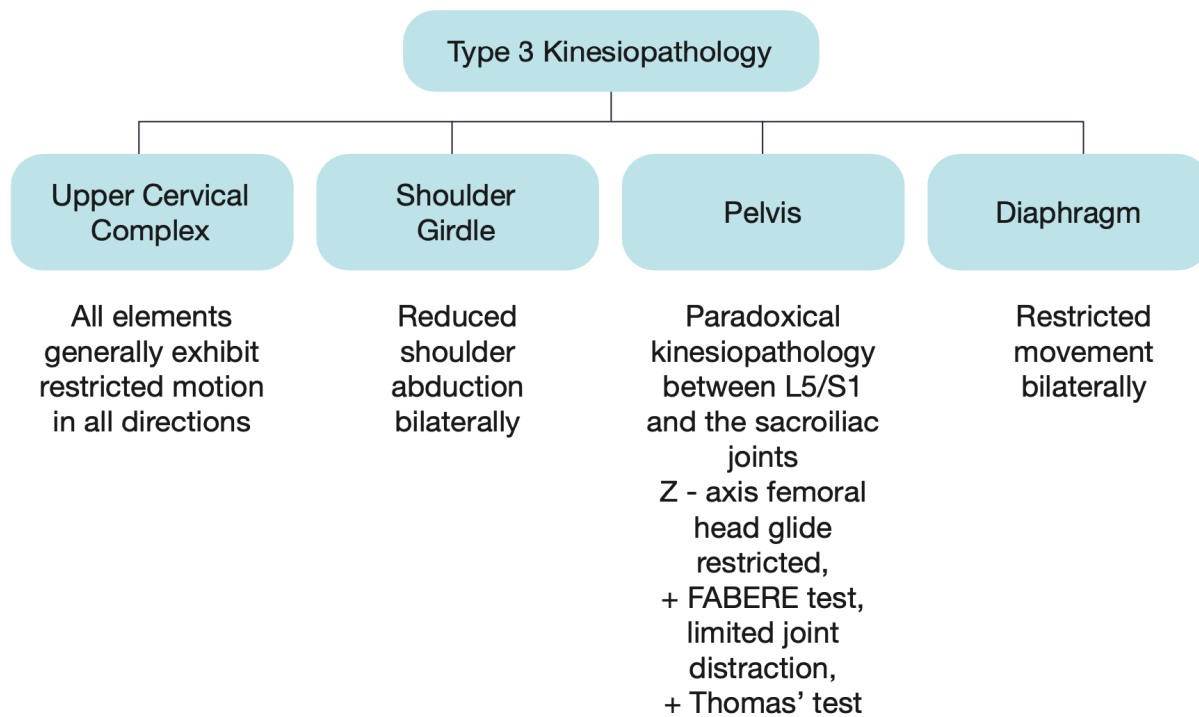 Type 3 Kinesiopathology
Upper Cervical
Complex
All elements
generally exhibit
restricted motion
in all directions
Shoulder
Girdle
Reduced
shoulder
abduction
bilaterally
Pelvis
Paradoxical
kinesiopathology
between L5/S1
and the sacroiliac
joints
Z - axis femoral
head glide
restricted,
+ FABERE test,
limited joint
distraction,
+ Thomas’ test
Diaphragm
Restricted
movement
bilaterally